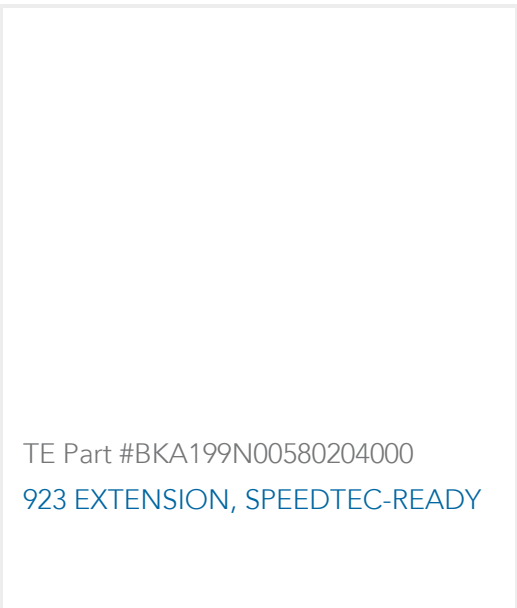 TE Part #BKA199N00580204000
923 EXTENSION, SPEEDTEC-READY